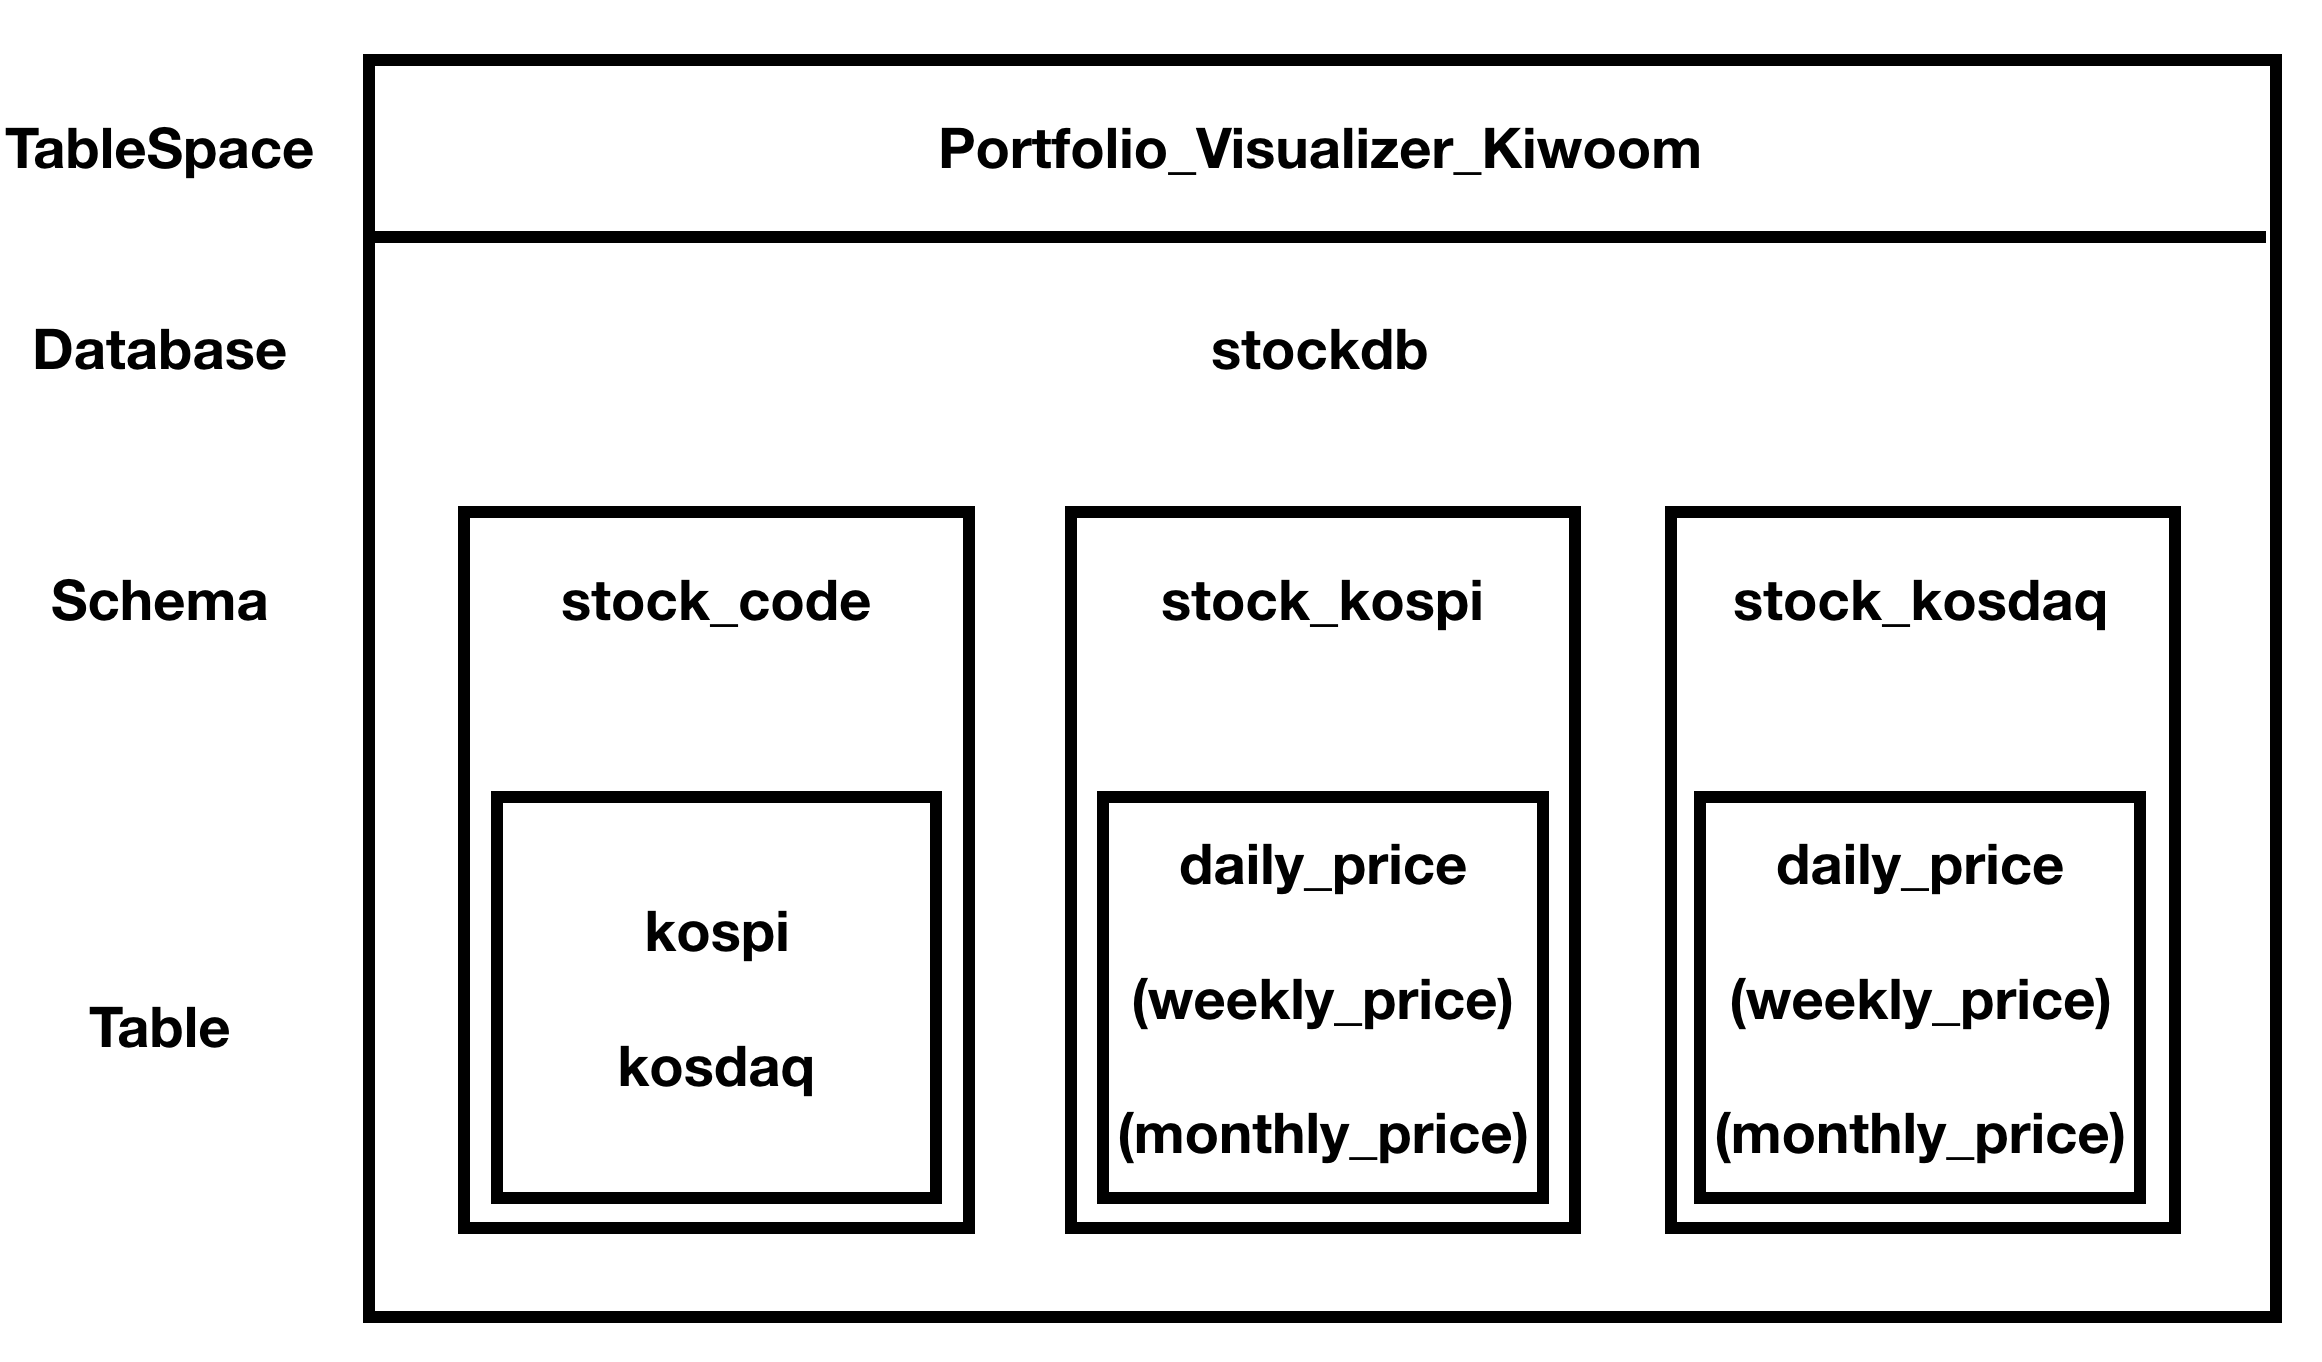 TableSpace
Portfolio_Visualizer_Kiwoom
Database
stockdb
Schema
stock_code
stock_kospi
stock_kosdaq
Table
kospi
kosdaq
daily_price
(weekly_price)
(monthly_price)
daily_price
(weekly_price)
(monthly_price)